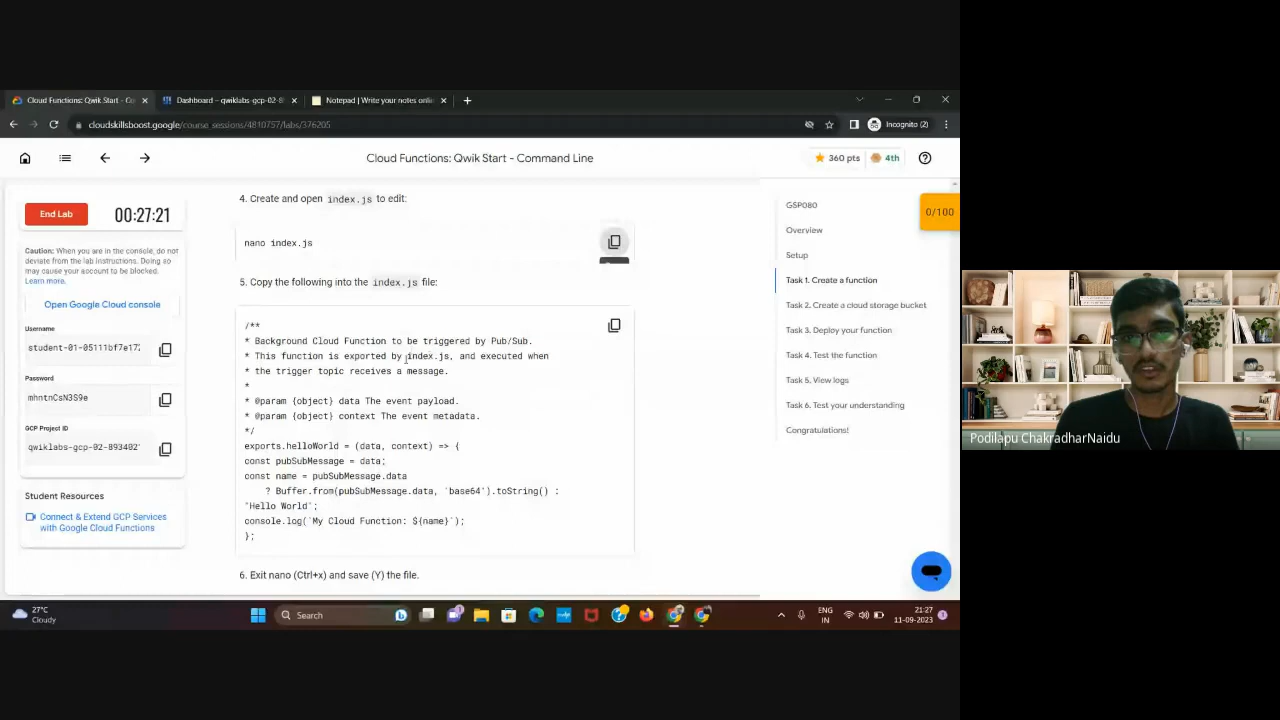 Cloud Functions: Qwik Start - Co
Dashboard – qwiklabs-gcp-02-8
Notepad | Write your notes onlin
cloudskillsboost.google/course_sessions/4810757/labs/376205
Incognito (2)
Cloud Functions: Qwik Start - Command Line
360 pts
4th
End Lab
00:27:21
Caution: When you are in the console, do not
deviate from the lab instructions. Doing so
may cause your account to be blocked.
Learn more.
Open Google Cloud console
Username
student-01-05111bf7e17
Password
mhntnCsN3S9e
GCP Project ID
qwiklabs-gcp-02-893402
Student Resources
Connect & Extend GCP Services
with Google Cloud Functions
4. Create and open index.js to edit:
nano index.js
5. Copy the following into the index.js file:
/**
* Background Cloud Function to be triggered by Pub/Sub.
* This function is exported by index.js, and executed when
* the trigger topic receives a message.
*
* @param {object} data The event payload.
* @param {object} context The event metadata.
*/
exports.helloWorld = (data, context) => {
const pubSubMessage = data;
const name = pubSubMessage.data
? Buffer.from(pubSubMessage.data, 'base64').toString() :
"Hello World";
console.log(`My Cloud Function: ${name}`);
};
6. Exit nano (Ctrl+x) and save (Y) the file.
GSP080
Overview
Setup
Task 1. Create a function
Task 2. Create a cloud storage bucket
Task 3. Deploy your function
Task 4. Test the function
Task 5. View logs
Task 6. Test your understanding
Congratulations!
0/100
27°C
Cloudy
Search
ENG
IN
21:27
11-09-2023
Podilapu ChakradharNaidu